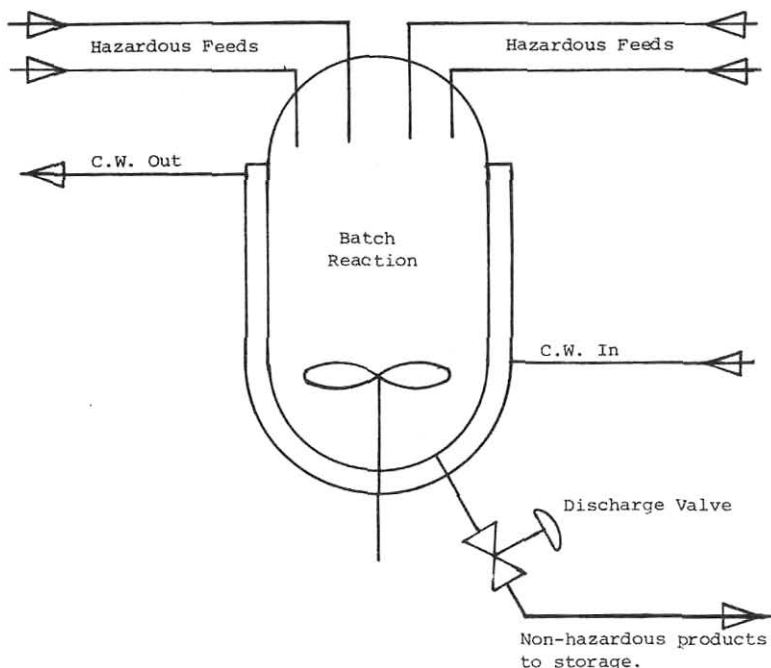 Hazardous Feeds
Hazardous Feeds
C.W. Out
Batch
Reaction
C.W. In
Discharge Valve
Non-hazardous products
to storage.